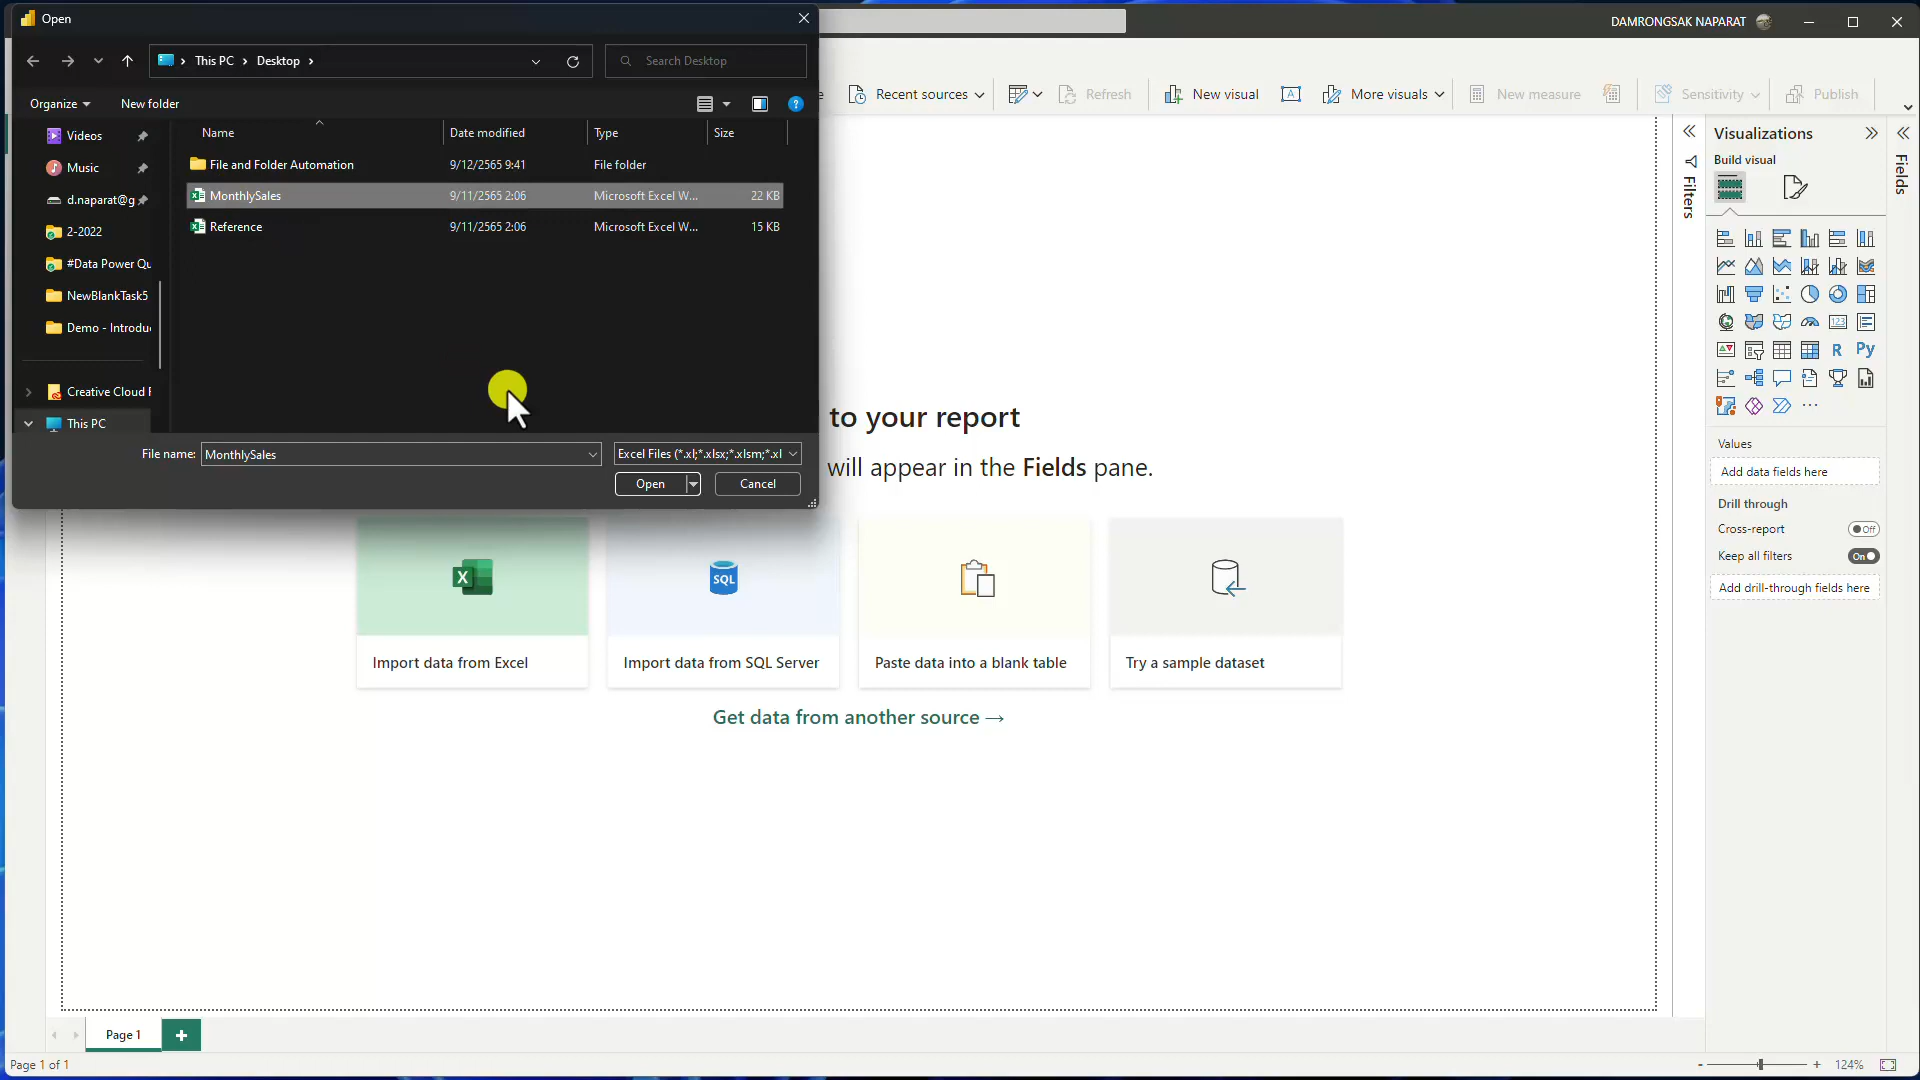 Open
DAMRONGSAK NAPARAT
This PC
Desktop
Search Desktop
Organize
New folder
Recent sources
Refresh
New visual
More visuals
New measure
Sensitivity
Publish
Name
Date modified
Type
Size
Videos
Music
d.naparat@g
2-2022
#Data Power Qu
NewBlankTask5
Demo - Introdu
Creative Cloud F
This PC
File and Folder Automation
9/12/2565 9:41
File folder
MonthlySales
9/11/2565 2:06
Microsoft Excel W...
22 KB
Reference
9/11/2565 2:06
Microsoft Excel W...
15 KB
File name:
MonthlySales
Excel Files (*.xl;*.xlsx;*.xlsm;*.xl
Open
Cancel
to your report
will appear in the Fields pane.
X
SQL
Import data from Excel
Import data from SQL Server
Paste data into a blank table
Try a sample dataset
Get data from another source →
Filters
Visualizations
Build visual
123
R
Py
...
Values
Add data fields here
Drill through
Cross-report
Off
Keep all filters
On
Add drill-through fields here
Fields
Page 1
+
Page 1 of 1
-
+
124%